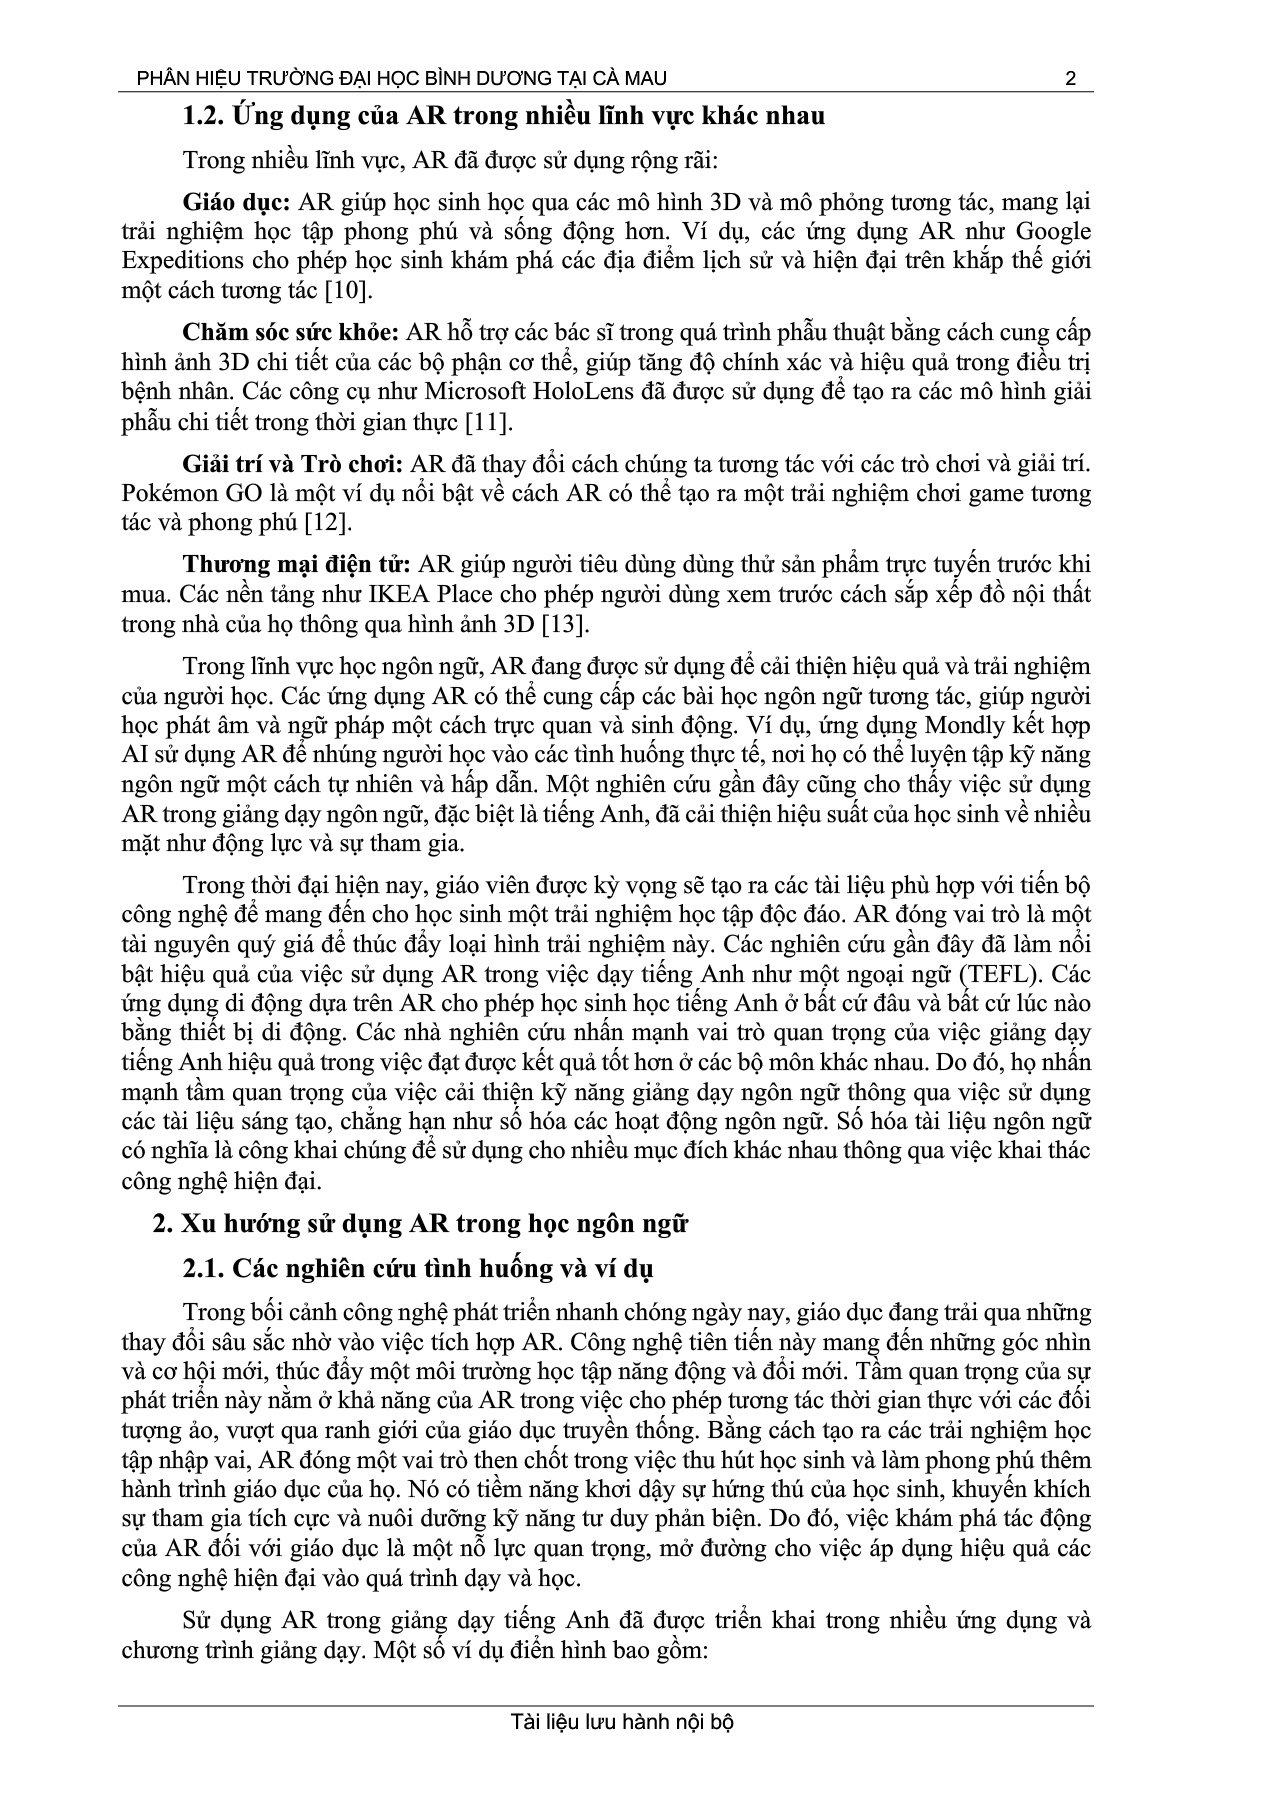 PHÂN HIỆU TRƯỜNG ĐẠI HỌC BÌNH DƯƠNG TẠI CÀ MAU 2
1.2. Ứng dụng của AR trong nhiều lĩnh vực khác nhau
Trong nhiều lĩnh vực, AR đã được sử dụng rộng rãi:
Giáo dục: AR giúp học sinh học qua các mô hình 3D và mô phỏng tương tác, mang lại
trải nghiệm học tập phong phú và sống động hơn. Ví dụ, các ứng dụng AR như Google
Expeditions cho phép học sinh khám phá các địa điểm lịch sử và hiện đại trên khắp thế giới
một cách tương tác [10].
Chăm sóc sức khỏe: AR hỗ trợ các bác sĩ trong quá trình phẫu thuật bằng cách cung cấp
hình ảnh 3D chi tiết của các bộ phận cơ thể, giúp tăng độ chính xác và hiệu quả trong điều trị
bệnh nhân. Các công cụ như Microsoft HoloLens đã được sử dụng để tạo ra các mô hình giải
phẫu chi tiết trong thời gian thực [11].
Giải trí và Trò chơi: AR đã thay đổi cách chúng ta tương tác với các trò chơi và giải trí.
Pokémon GO là một ví dụ nổi bật về cách AR có thể tạo ra một trải nghiệm chơi game tương
tác và phong phú [12].
Thương mại điện tử: AR giúp người tiêu dùng dùng thử sản phẩm trực tuyến trước khi
mua. Các nền tảng như IKEA Place cho phép người dùng xem trước cách sắp xếp đồ nội thất
trong nhà của họ thông qua hình ảnh 3D [13].
Trong lĩnh vực học ngôn ngữ, AR đang được sử dụng để cải thiện hiệu quả và trải nghiệm
của người học. Các ứng dụng AR có thể cung cấp các bài học ngôn ngữ tương tác, giúp người
học phát âm và ngữ pháp một cách trực quan và sinh động. Ví dụ, ứng dụng Mondly kết hợp
AI sử dụng AR để nhúng người học vào các tình huống thực tế, nơi họ có thể luyện tập kỹ năng
ngôn ngữ một cách tự nhiên và hấp dẫn. Một nghiên cứu gần đây cũng cho thấy việc sử dụng
AR trong giảng dạy ngôn ngữ, đặc biệt là tiếng Anh, đã cải thiện hiệu suất của học sinh về nhiều
mặt như động lực và sự tham gia.
Trong thời đại hiện nay, giáo viên được kỳ vọng sẽ tạo ra các tài liệu phù hợp với tiến bộ
công nghệ để mang đến cho học sinh một trải nghiệm học tập độc đáo. AR đóng vai trò là một
tài nguyên quý giá để thúc đẩy loại hình trải nghiệm này. Các nghiên cứu gần đây đã làm nổi
bật hiệu quả của việc sử dụng AR trong việc dạy tiếng Anh như một ngoại ngữ (TEFL). Các
ứng dụng di động dựa trên AR cho phép học sinh học tiếng Anh ở bất cứ đâu và bất cứ lúc nào
bằng thiết bị di động. Các nhà nghiên cứu nhấn mạnh vai trò quan trọng của việc giảng dạy
tiếng Anh hiệu quả trong việc đạt được kết quả tốt hơn ở các bộ môn khác nhau. Do đó, họ nhấn
mạnh tầm quan trọng của việc cải thiện kỹ năng giảng dạy ngôn ngữ thông qua việc sử dụng
các tài liệu sáng tạo, chẳng hạn như số hóa các hoạt động ngôn ngữ. Số hóa tài liệu ngôn ngữ
có nghĩa là công khai chúng để sử dụng cho nhiều mục đích khác nhau thông qua việc khai thác
công nghệ hiện đại.
2. Xu hướng sử dụng AR trong học ngôn ngữ
2.1. Các nghiên cứu tình huống và ví dụ
Trong bối cảnh công nghệ phát triển nhanh chóng ngày nay, giáo dục đang trải qua những
thay đổi sâu sắc nhờ vào việc tích hợp AR. Công nghệ tiên tiến này mang đến những góc nhìn
và cơ hội mới, thúc đẩy một môi trường học tập năng động và đổi mới. Tầm quan trọng của sự
phát triển này nằm ở khả năng của AR trong việc cho phép tương tác thời gian thực với các đối
tượng ảo, vượt qua ranh giới của giáo dục truyền thống. Bằng cách tạo ra các trải nghiệm học
tập nhập vai, AR đóng một vai trò then chốt trong việc thu hút học sinh và làm phong phú thêm
hành trình giáo dục của họ. Nó có tiềm năng khơi dậy sự hứng thú của học sinh, khuyến khích
sự tham gia tích cực và nuôi dưỡng kỹ năng tư duy phản biện. Do đó, việc khám phá tác động
của AR đối với giáo dục là một nỗ lực quan trọng, mở đường cho việc áp dụng hiệu quả các
công nghệ hiện đại vào quá trình dạy và học.
Sử dụng AR trong giảng dạy tiếng Anh đã được triển khai trong nhiều ứng dụng và
chương trình giảng dạy. Một số ví dụ điển hình bao gồm:
Tài liệu lưu hành nội bộ